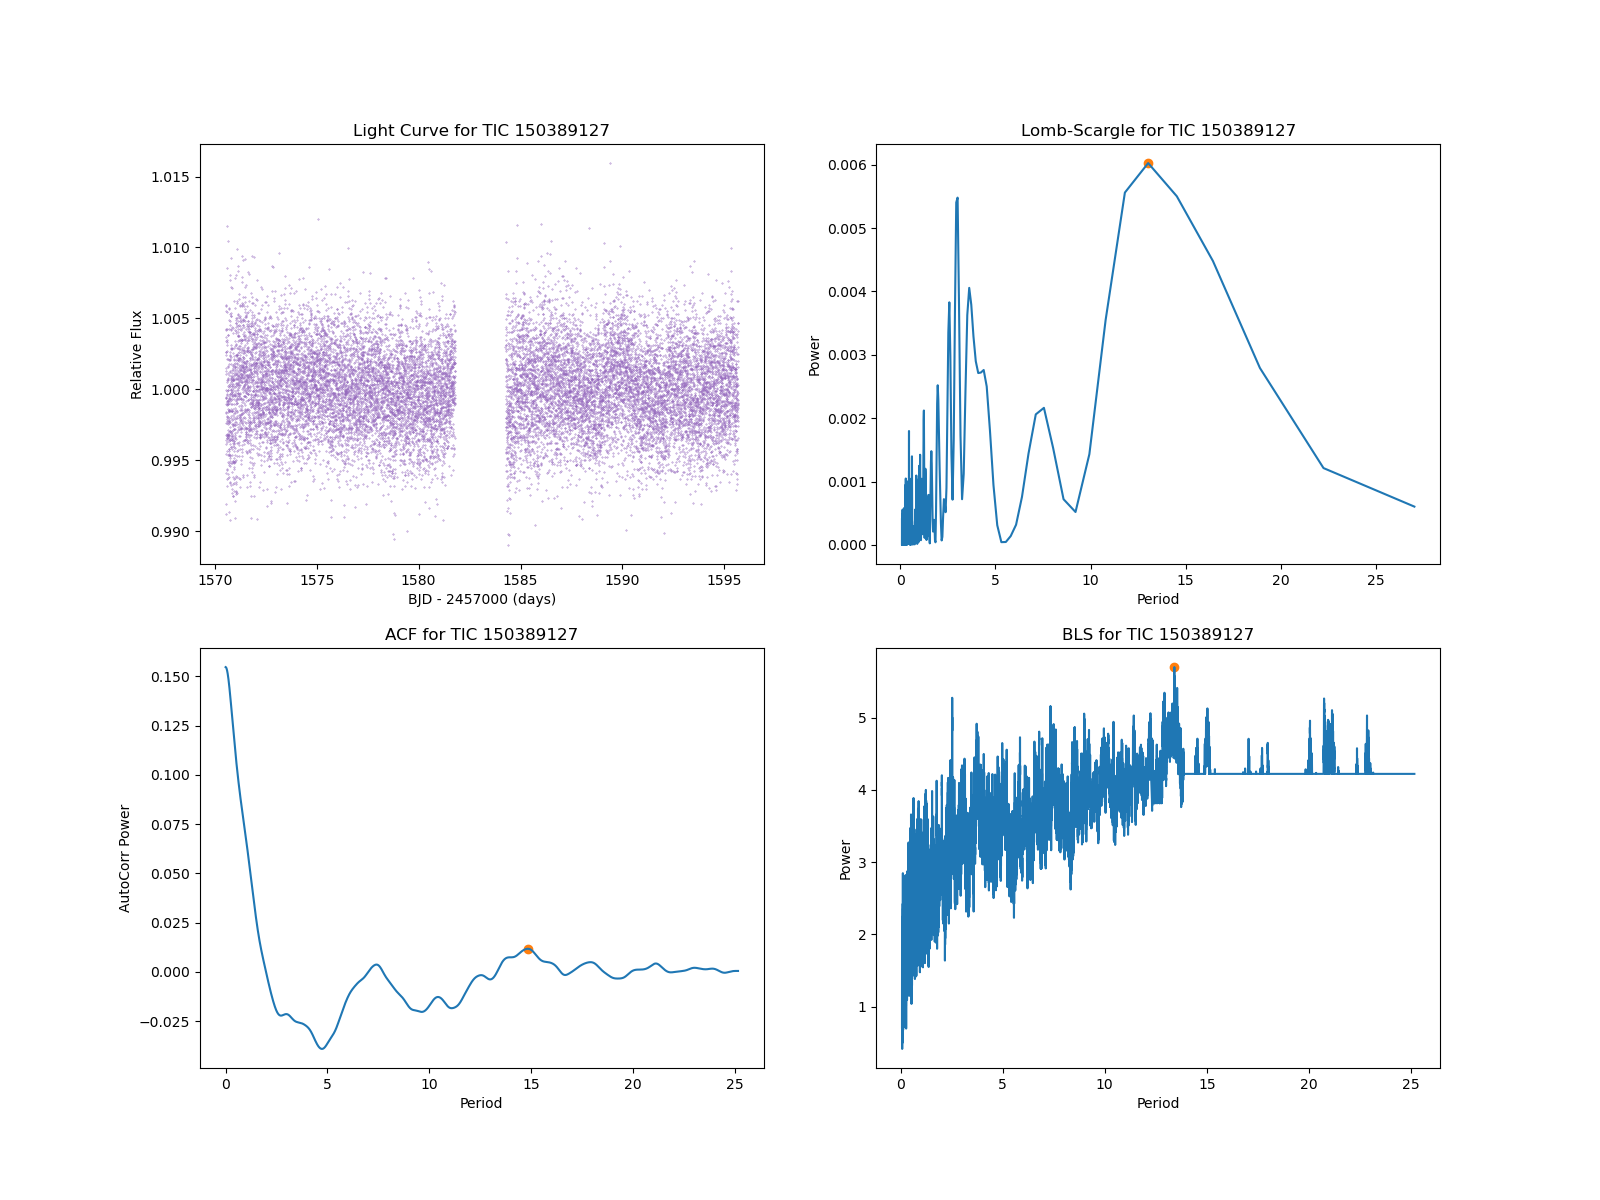 Light Curve for TIC 150389127
1.015
1.010
1.005
1.000
0.995
0.990
Relative Flux
1570 1575 1580 1585 1590 1595
BJD - 2457000 (days)
Lomb-Scargle for TIC 150389127
0.006
0.005
0.004
0.003
0.002
0.001
0.000
Power
0 5 10 15 20 25
Period
ACF for TIC 150389127
0.150
0.125
0.100
0.075
0.050
0.025
0.000
−0.025
AutoCorr Power
0 5 10 15 20 25
Period
BLS for TIC 150389127
5
4
3
2
1
Power
0 5 10 15 20 25
Period